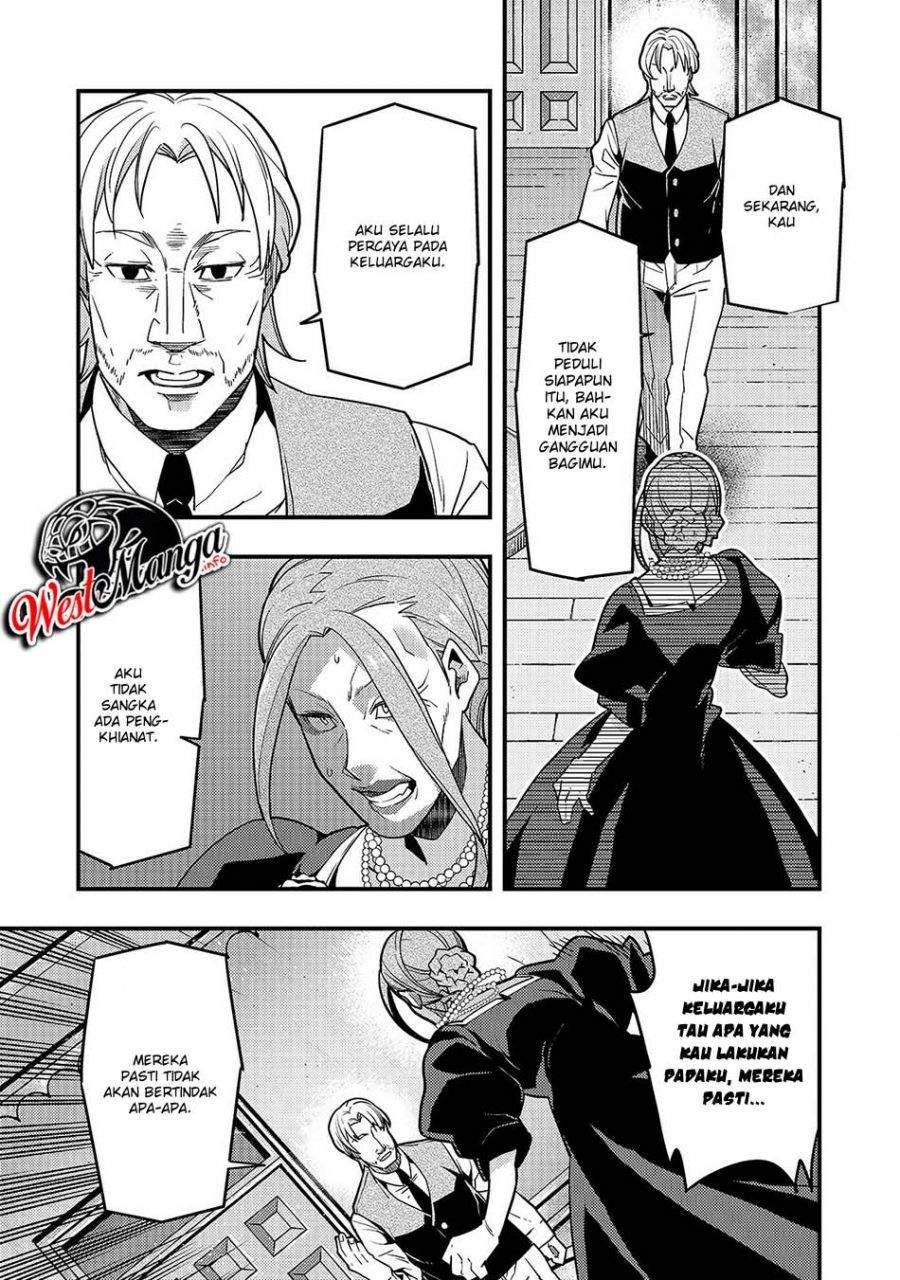 DAN
SEKARANG,
KAU
TIDAK
PEDULI
SIAPAPUN
ITU, BAH-
KAN AKU
MENJADI
GANGGUAN
BAGIMU.
AKU SELALU
PERCAYA PADA
KELUARGAKU.
WestManga
.info
AKU
TIDAK
SANGKA
ADA PENG-
KHIANAT.
JIKA-JIKA
KELUARGAKU
TAU APA YANG
KAU LAKUKAN
PADAKU, MEREKA
PASTI...
MEREKA
PASTI TIDAK
AKAN BERTINDAK
APA-APA.